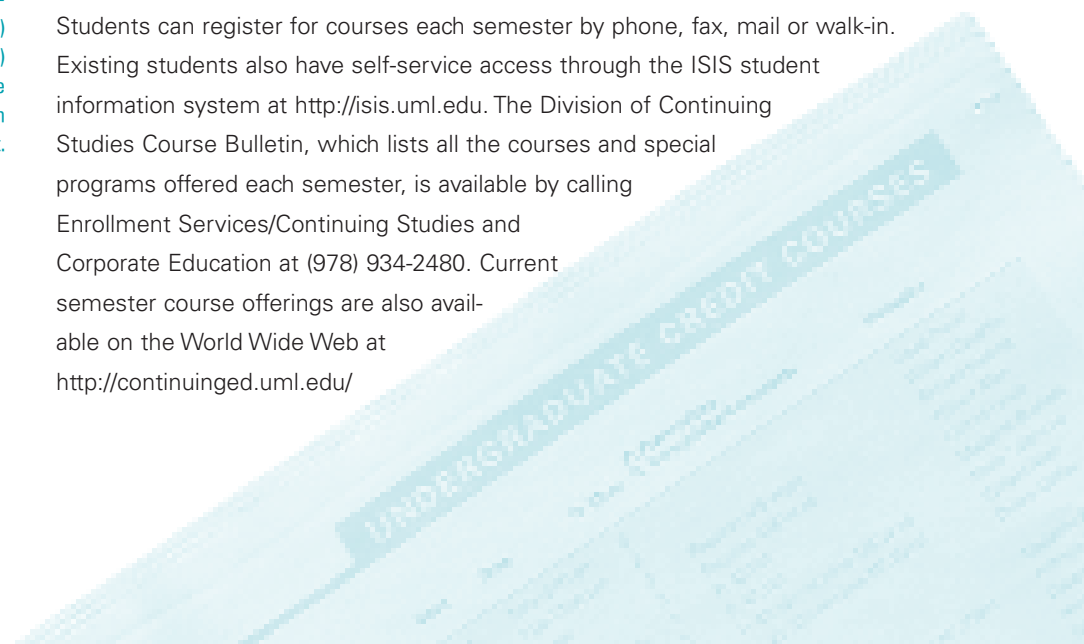 Students can register for courses each semester by phone, fax, mail or walk-in.
Existing students also have self-service access through the ISIS student
information system at http://isis.uml.edu. The Division of Continuing
Studies Course Bulletin, which lists all the courses and special
programs offered each semester, is available by calling
Enrollment Services/Continuing Studies and
Corporate Education at (978) 934-2480. Current
semester course offerings are also avail-
able on the World Wide Web at
http://continuinged.uml.edu/
UNDERGRADUATE CREDIT COURSES